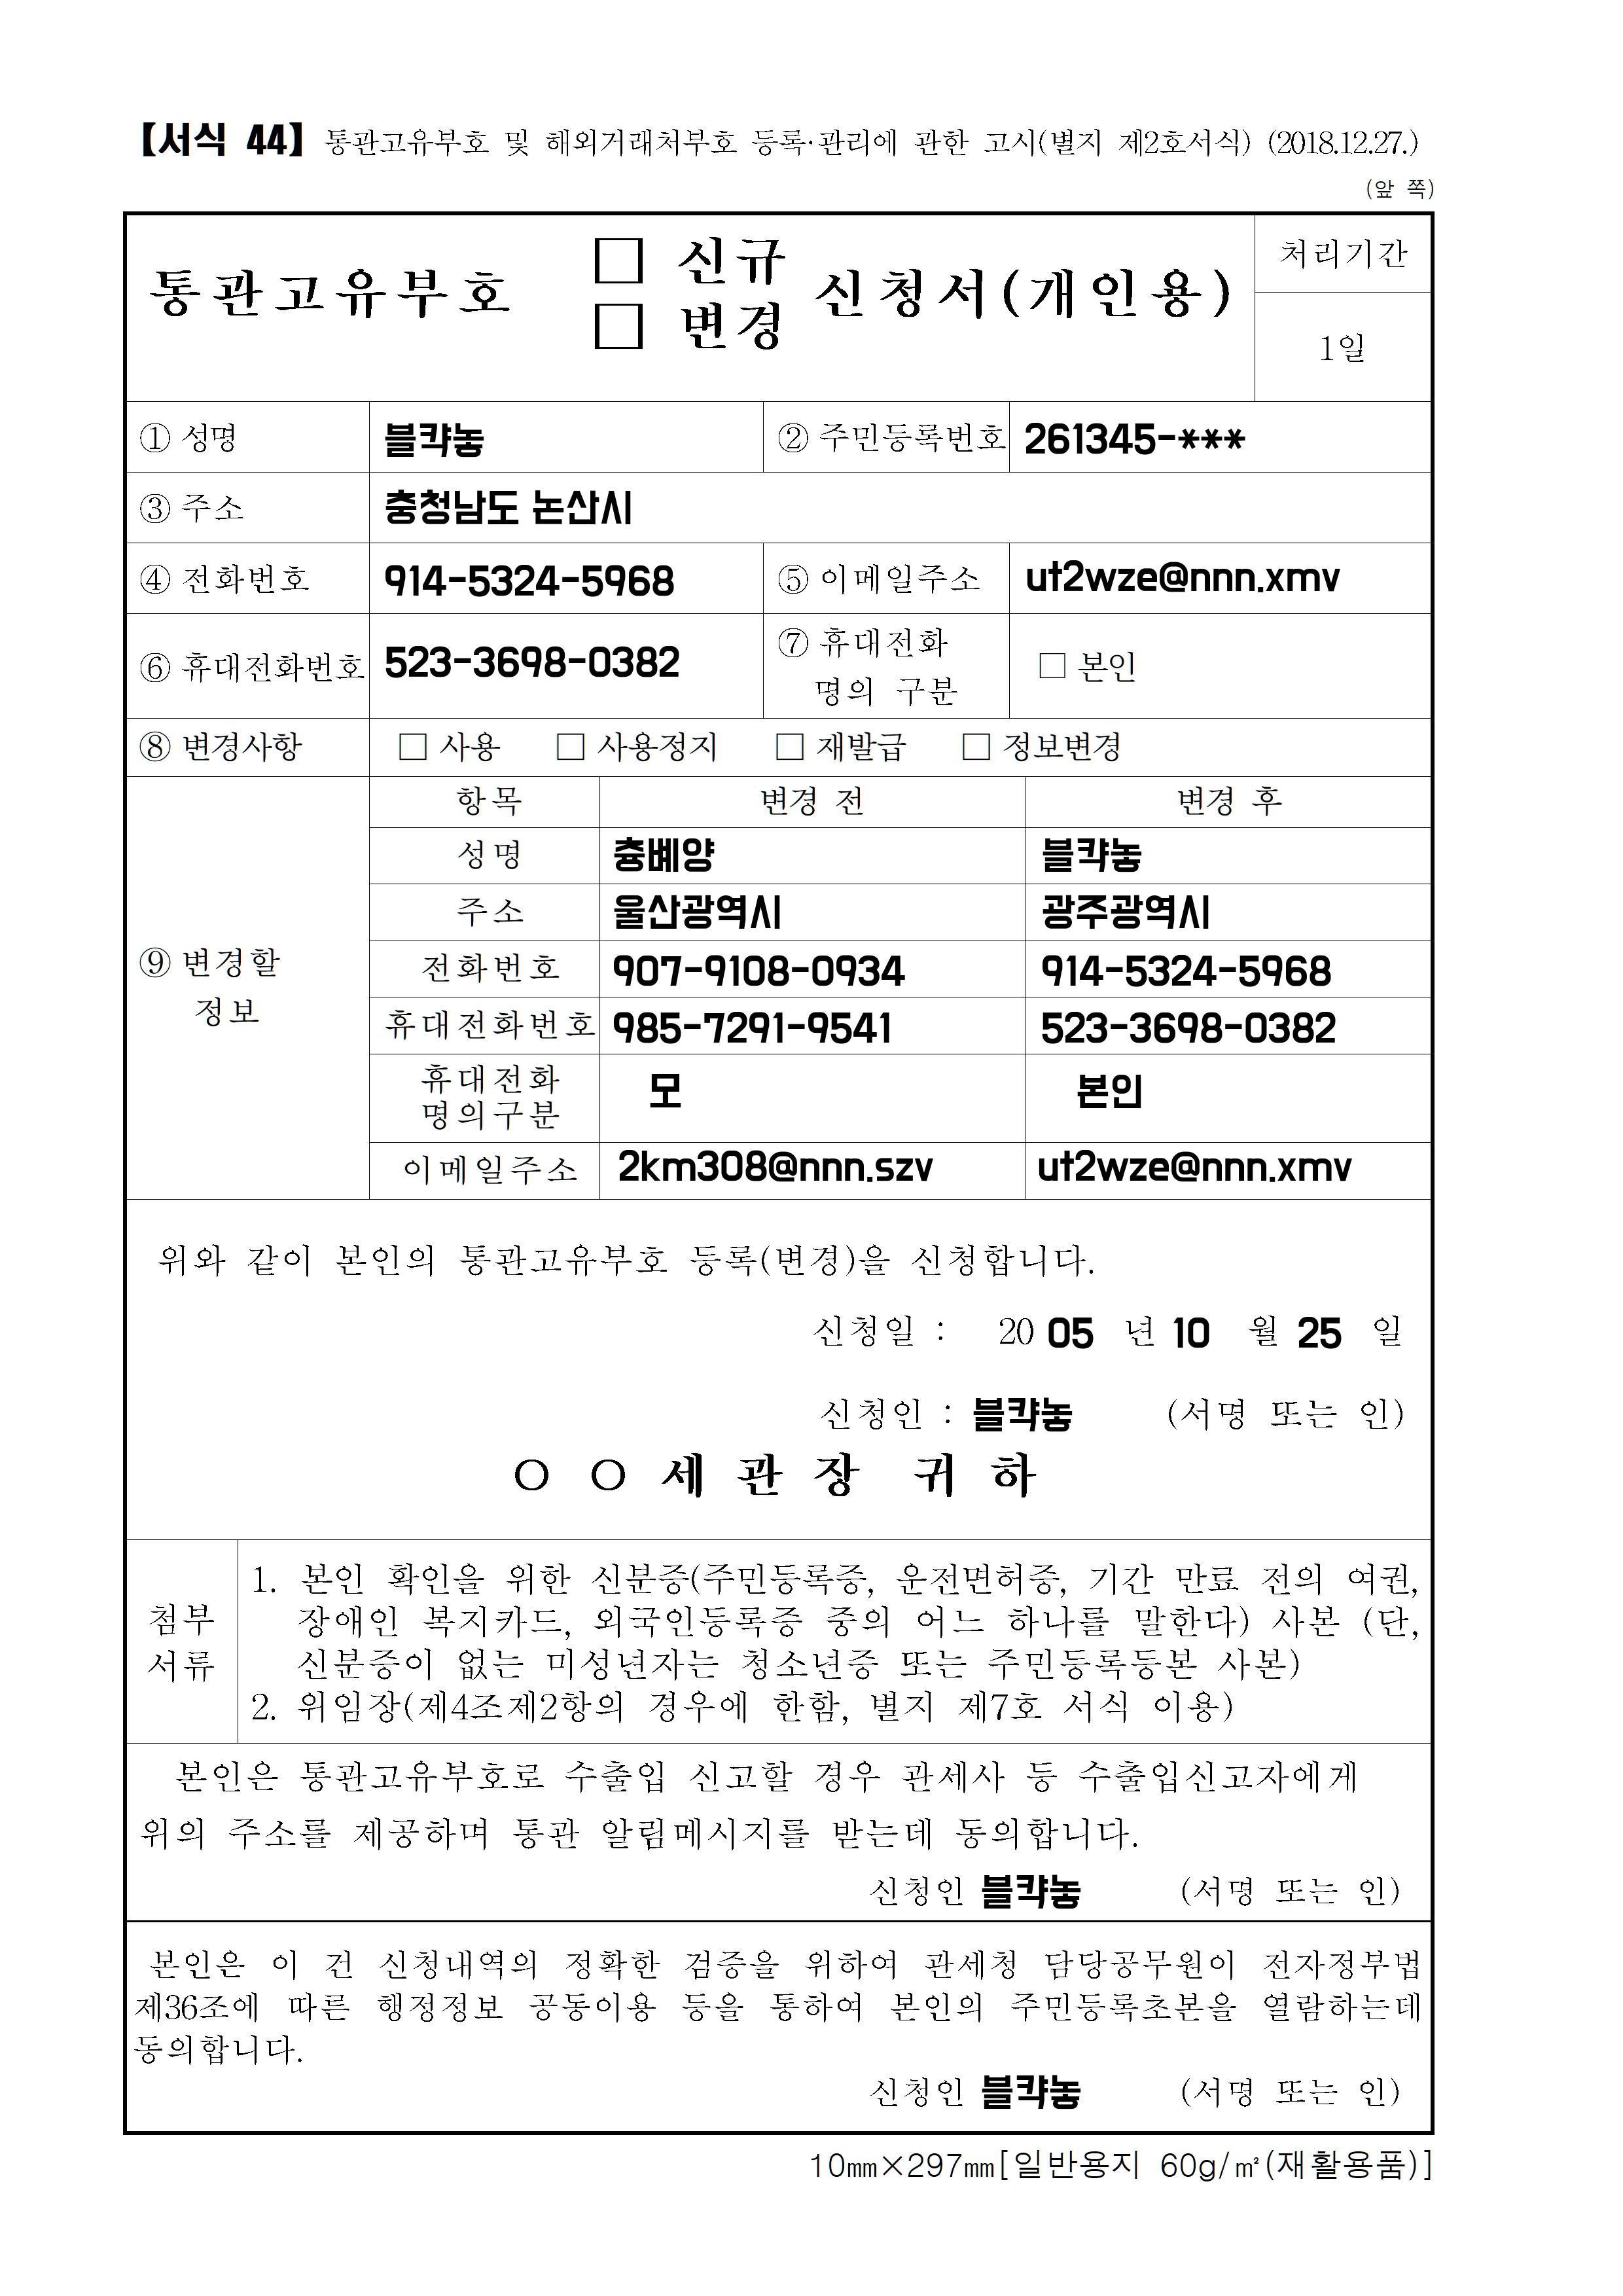 【서식 44】 통관고유부호 및 해외거래처부호 등록·관리에 관한 고시(별지 제2호서식) (2018.12.27.)
(앞 쪽)
통관고유부호 □ 신규 □ 변경 신청서(개인용)
처리기간
1일
① 성명 블캭놓 ② 주민등록번호 261345-***
③ 주소 충청남도 논산시
④ 전화번호 914-5324-5968 ⑤ 이메일주소 ut2wze@nnn.xmv
⑥ 휴대전화번호 523-3698-0382 ⑦ 휴대전화 명의 구분 □ 본인
⑧ 변경사항 □ 사용 □ 사용정지 □ 재발급 □ 정보변경
⑨ 변경할 정보
항목 변경 전 변경 후
성명 츙볘양 블캭놓
주소 울산광역시 광주광역시
전화번호 907-9108-0934 914-5324-5968
휴대전화번호 985-7291-9541 523-3698-0382
휴대전화 명의구분 모 본인
이메일주소 2km308@nnn.szv ut2wze@nnn.xmv
위와 같이 본인의 통관고유부호 등록(변경)을 신청합니다.
신청일 : 20 05 년 10 월 25 일
신청인 : 블캭놓 (서명 또는 인)
○ ○ 세 관 장 귀 하
첨부 서류
1. 본인 확인을 위한 신분증(주민등록증, 운전면허증, 기간 만료 전의 여권,
장애인 복지카드, 외국인등록증 중의 어느 하나를 말한다) 사본 (단,
신분증이 없는 미성년자는 청소년증 또는 주민등록등본 사본)
2. 위임장(제4조제2항의 경우에 한함, 별지 제7호 서식 이용)
본인은 통관고유부호로 수출입 신고할 경우 관세사 등 수출입신고자에게
위의 주소를 제공하며 통관 알림메시지를 받는데 동의합니다.
신청인 블캭놓 (서명 또는 인)
본인은 이 건 신청내역의 정확한 검증을 위하여 관세청 담당공무원이 전자정부법
제36조에 따른 행정정보 공동이용 등을 통하여 본인의 주민등록초본을 열람하는데
동의합니다.
신청인 블캭놓 (서명 또는 인)
10㎜×297㎜[일반용지 60g/㎡(재활용품)]